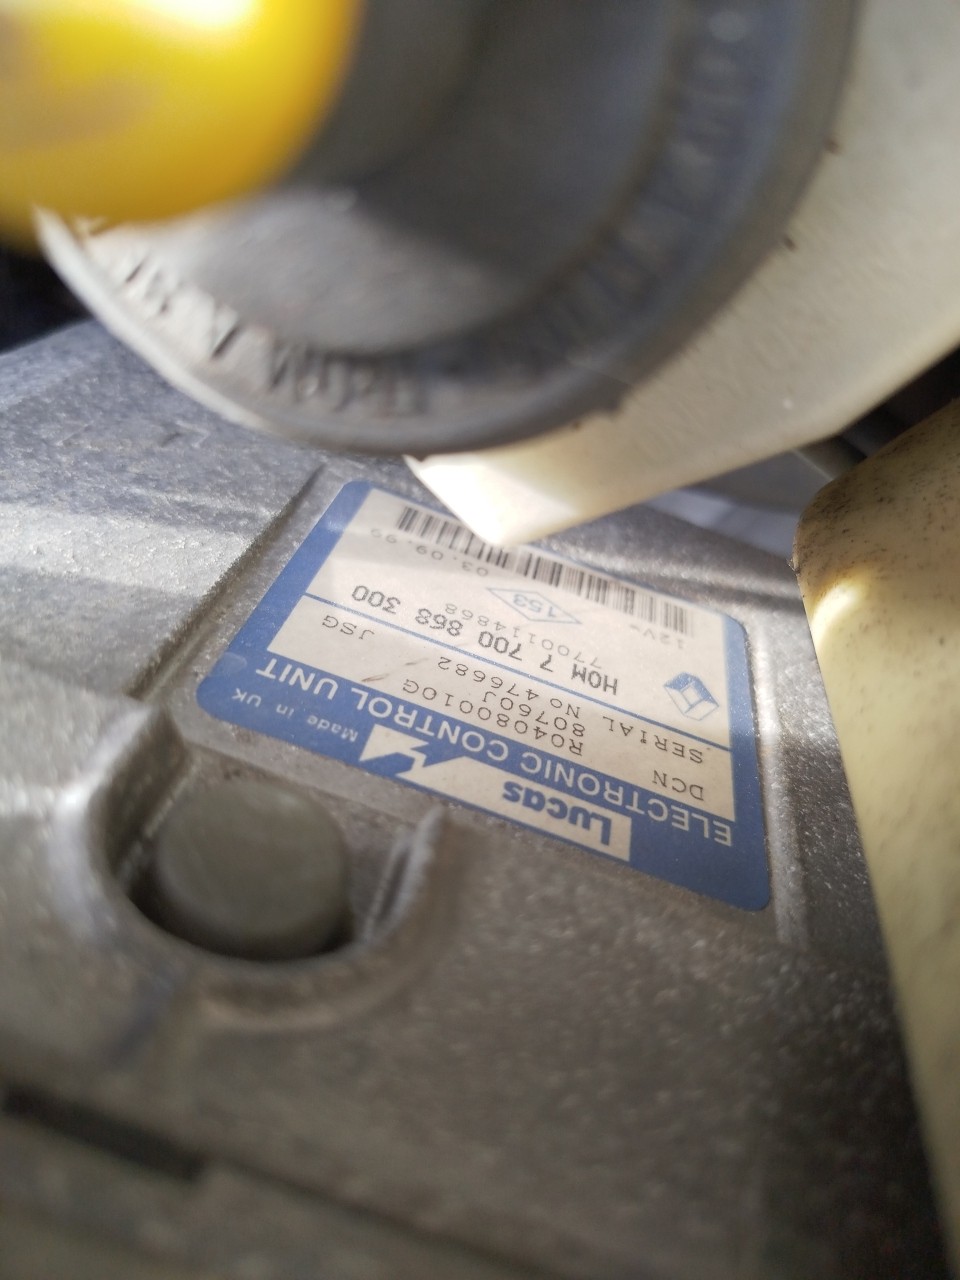 Lucas
ELECTRONIC CONTROL UNIT
Made in UK
DCN R04080010G
80760J
SERIAL No 476682 JSG
HOM 7 700 868 300
7700114868
153
12V
03.09.99